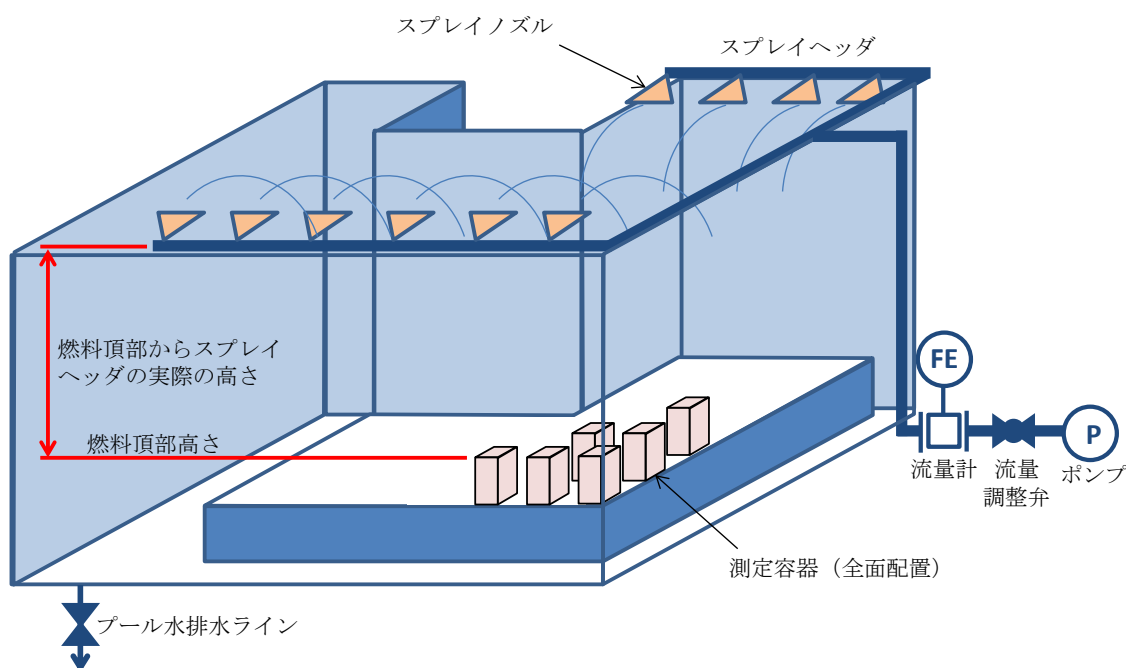 スプレイノズル
スプレイヘッダ
燃料頂部からスプレイ
ヘッダの実際の高さ
燃料頂部高さ
FE
P
流量計
流量
調整弁
ポンプ
測定容器（全面配置）
プール水排水ライン